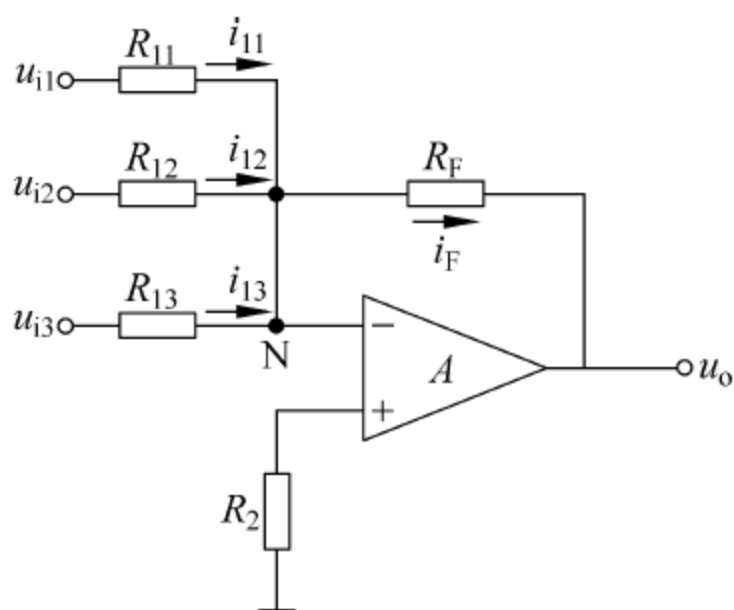 R11 i11
ui1
R12 i12
ui2
RF
iF
R13 i13
ui3
N
−
A
+
uo
R2